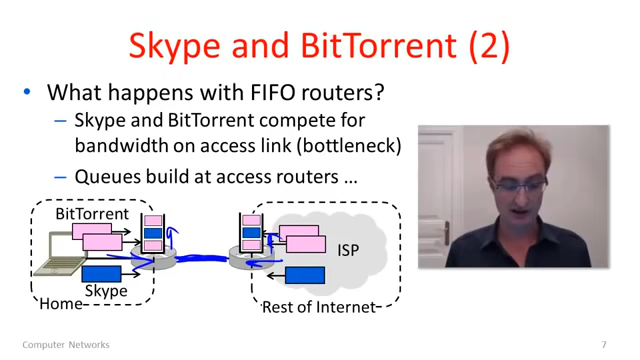 Skype and BitTorrent (2)
• What happens with FIFO routers?
– Skype and BitTorrent compete for
bandwidth on access link (bottleneck)
– Queues build at access routers …
BitTorrent
Skype
Home
ISP
Rest of Internet
Computer Networks
7